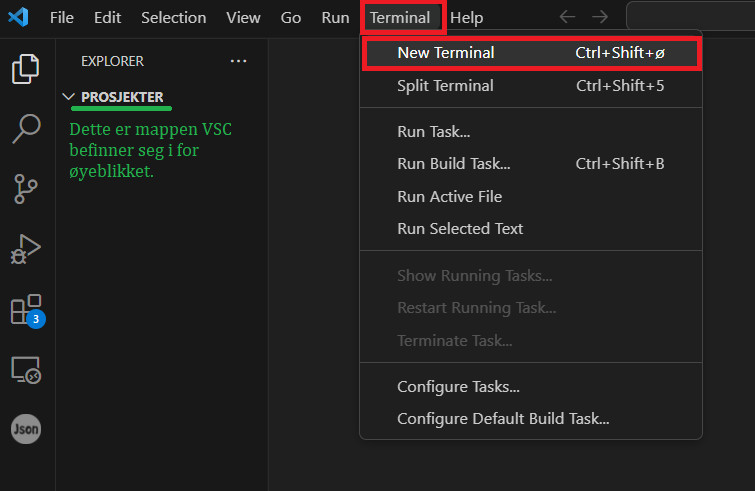 File Edit Selection View Go Run Terminal Help
EXPLORER ...
PROSJEKTER
Dette er mappen VSC
befinner seg i for
øyeblikket.
3
Json
New Terminal Ctrl+Shift+ø
Split Terminal Ctrl+Shift+5
Run Task...
Run Build Task... Ctrl+Shift+B
Run Active File
Run Selected Text
Show Running Tasks...
Restart Running Task...
Terminate Task...
Configure Tasks...
Configure Default Build Task...